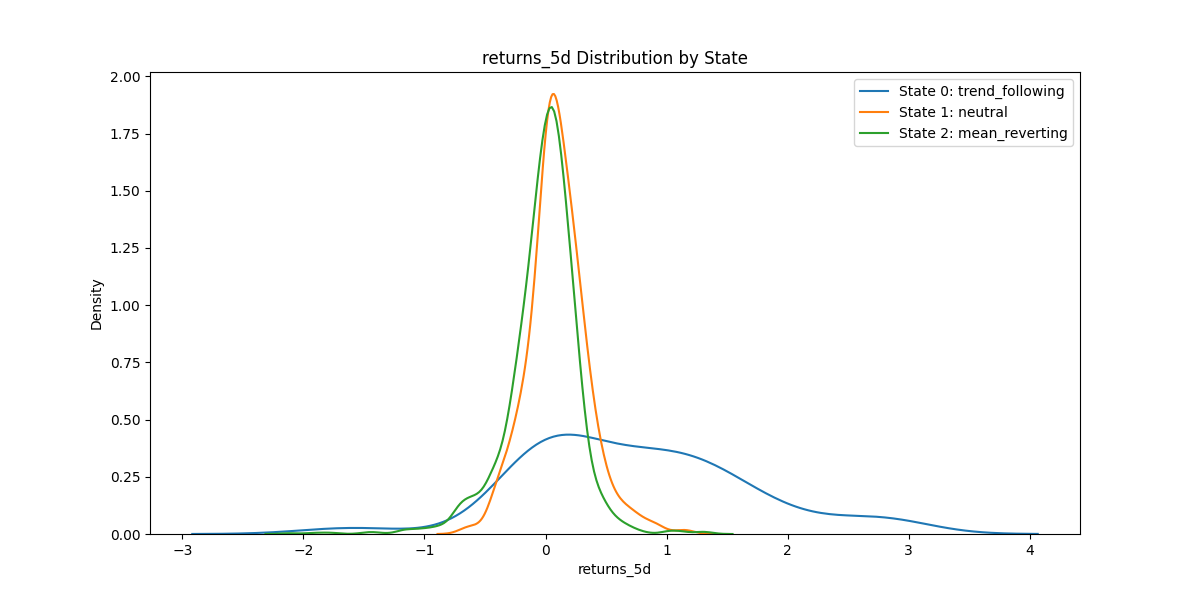 returns_5d Distribution by State
State 0: trend_following
State 1: neutral
State 2: mean_reverting
Density
2.00
1.75
1.50
1.25
1.00
0.75
0.50
0.25
0.00
−3
−2
−1
0
1
2
3
4
returns_5d